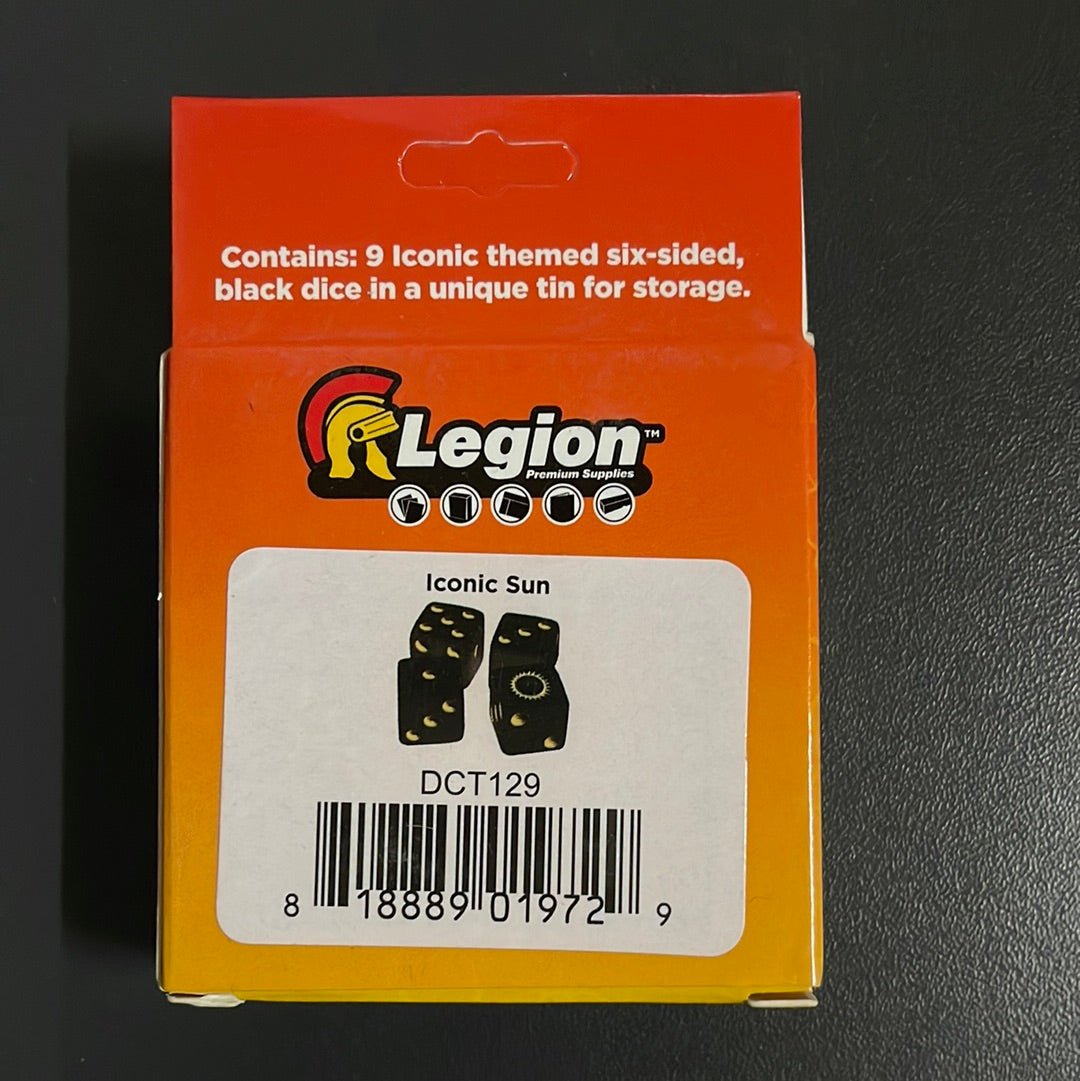 Contains: 9 Iconic themed six-sided,
black dice in a unique tin for storage.
Legion™
Premium Supplies
Iconic Sun
DCT129
8 18889 01972 9